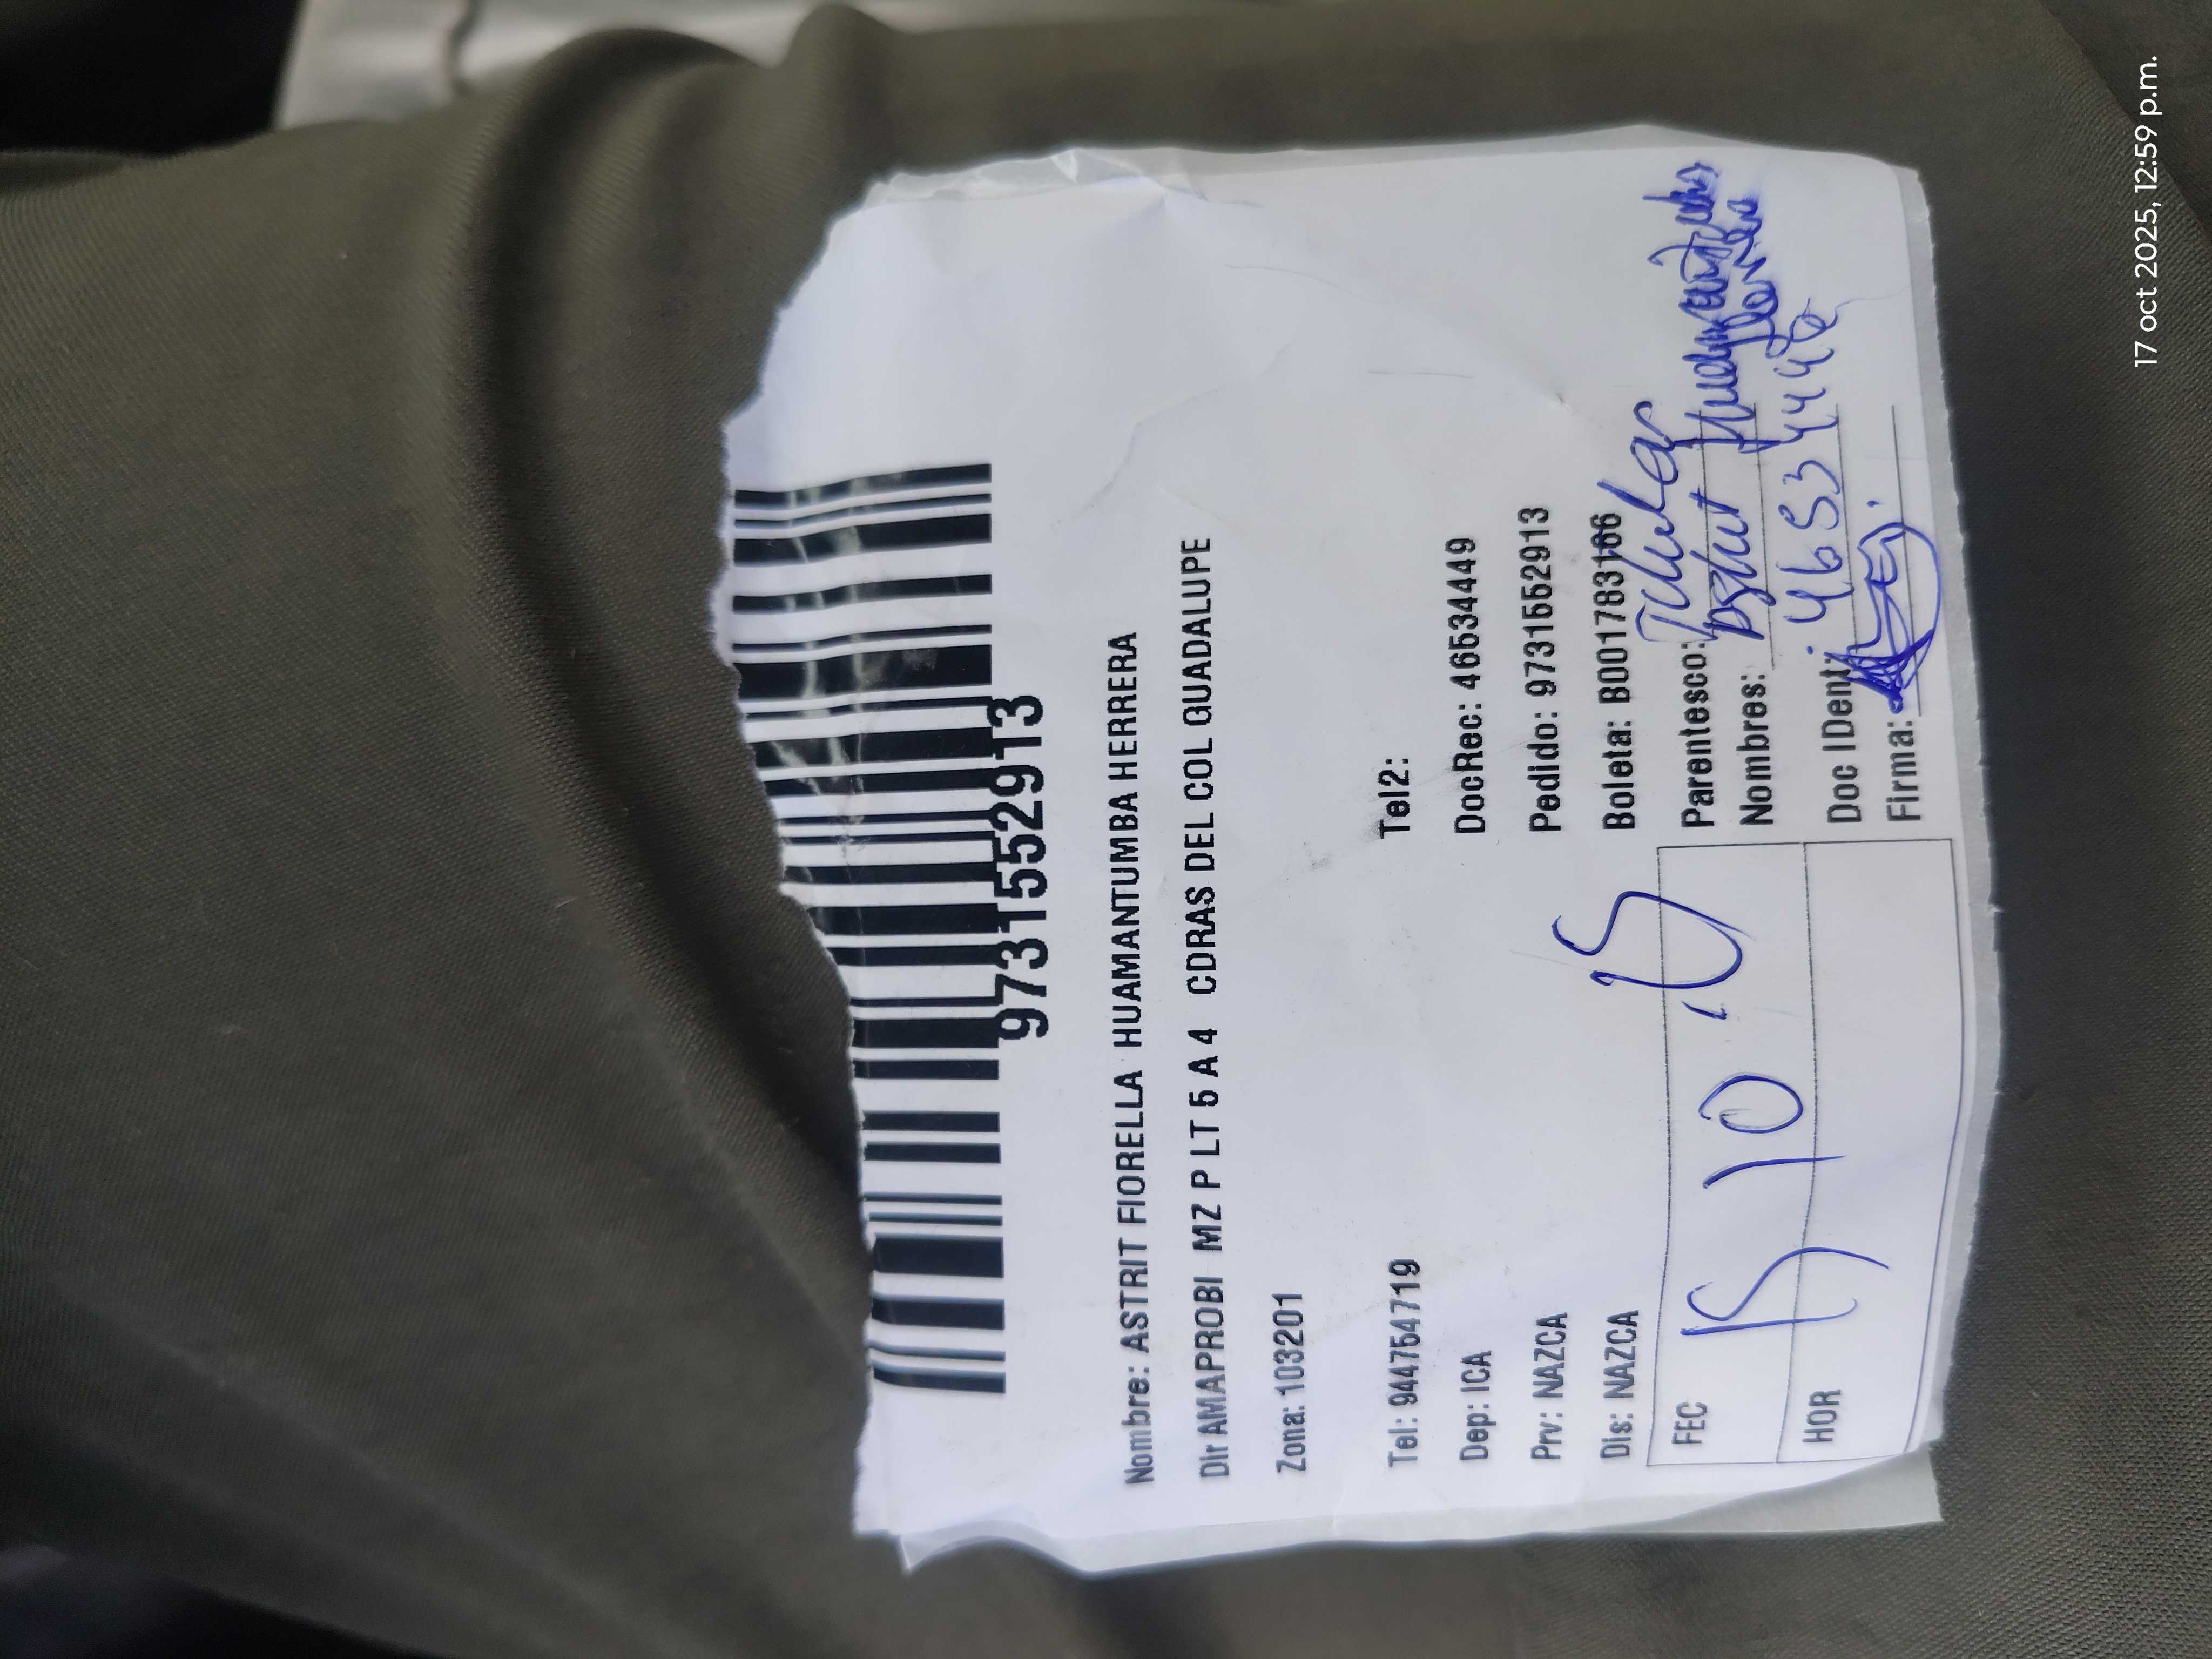 9731552913
Nombre: ASTRIT FIORELLA HUAMANTUMBA HERRERA
Dir AMAPROBI MZ P LT 5 A 4 CDRAS DEL COL GUADALUPE
Zona: 103201
Tel: 944754719 Tel2:
Dep: ICA DocRec: 46534449
Prv: NAZCA Pedido: 9731552913
Dis: NAZCA Boleta: B001783166
FEC 15 10 25
Parentesco: Titular
Nombres:
HOR
Doc IDent:
Firma:
17 oct 2025, 12:59 p.m.